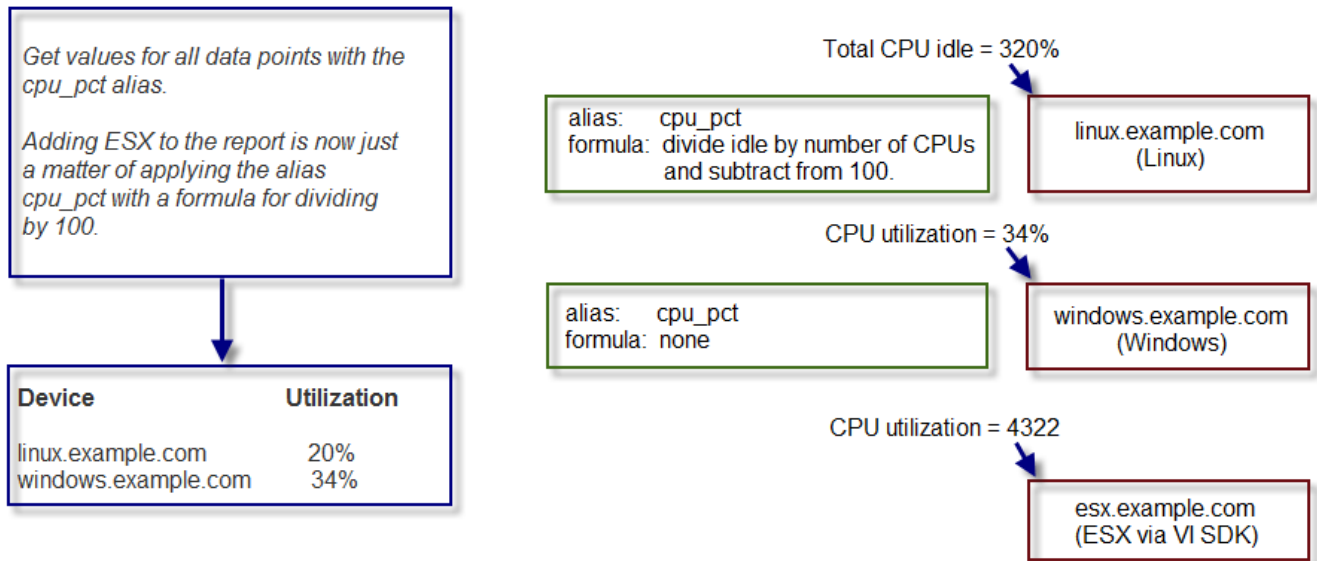 Get values for all data points with the
cpu_pct alias.
Adding ESX to the report is now just
a matter of applying the alias
cpu_pct with a formula for dividing
by 100.
Device Utilization
linux.example.com 20%
windows.example.com 34%
Total CPU idle = 320%
alias: cpu_pct
formula: divide idle by number of CPUs
and subtract from 100.
linux.example.com
(Linux)
CPU utilization = 34%
alias: cpu_pct
formula: none
windows.example.com
(Windows)
CPU utilization = 4322
esx.example.com
(ESX via VI SDK)